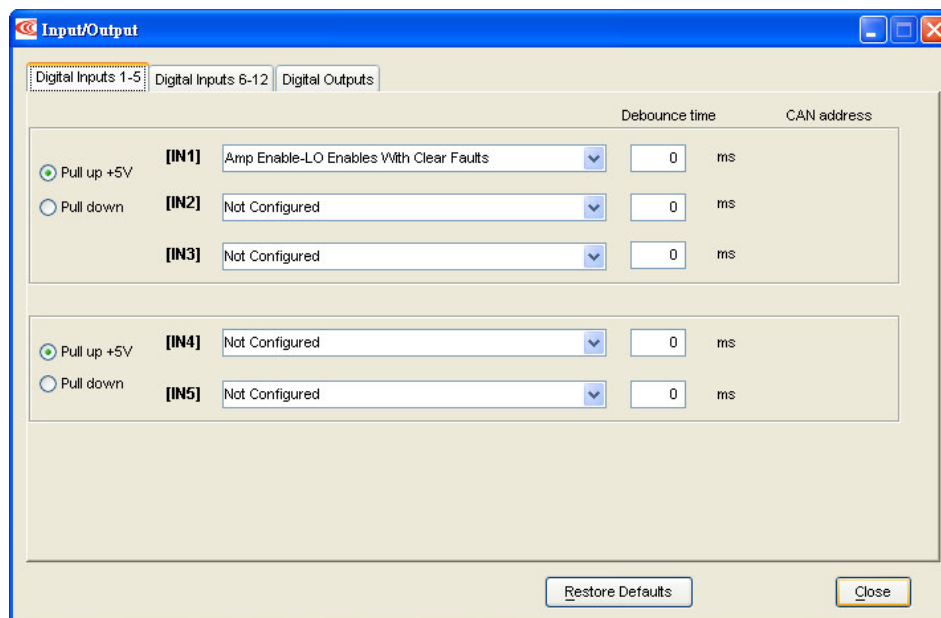 Input/Output
Digital Inputs 1-5 Digital Inputs 6-12 Digital Outputs
Debounce time CAN address
[IN1] Amp Enable-LO Enables With Clear Faults 0 ms
Pull up +5V
Pull down [IN2] Not Configured 0 ms
[IN3] Not Configured 0 ms
[IN4] Not Configured 0 ms
Pull up +5V
Pull down
[IN5] Not Configured 0 ms
Restore Defaults Close